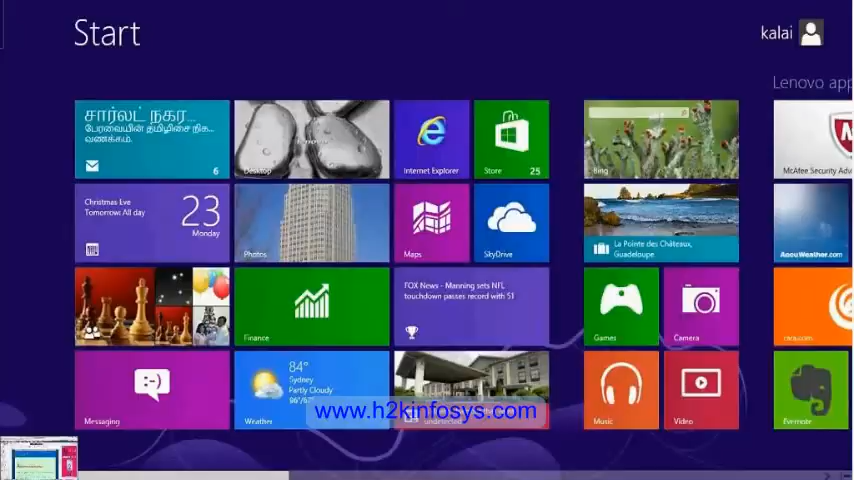 Start
kalai
Lenovo app
சார்லட் நகர...
பேரவையின் தமிழிசை நிக...
வணக்கம்.
6
Desktop
Internet Explorer
Store
25
Bing
McAfee Security Adv
Christmas Eve
Tomorrow: All day
23
Monday
Photos
Maps
SkyDrive
La Pointe des Châteaux,
Guadeloupe
AccuWeather.com
Finance
FOX News - Manning sets NFL
touchdown passes record with 51
Games
Camera
Messaging
84°
Sydney
Partly Cloudy
96°/
Weather
www.h2kinfosys.com
undetected
Music
Video
Evernote